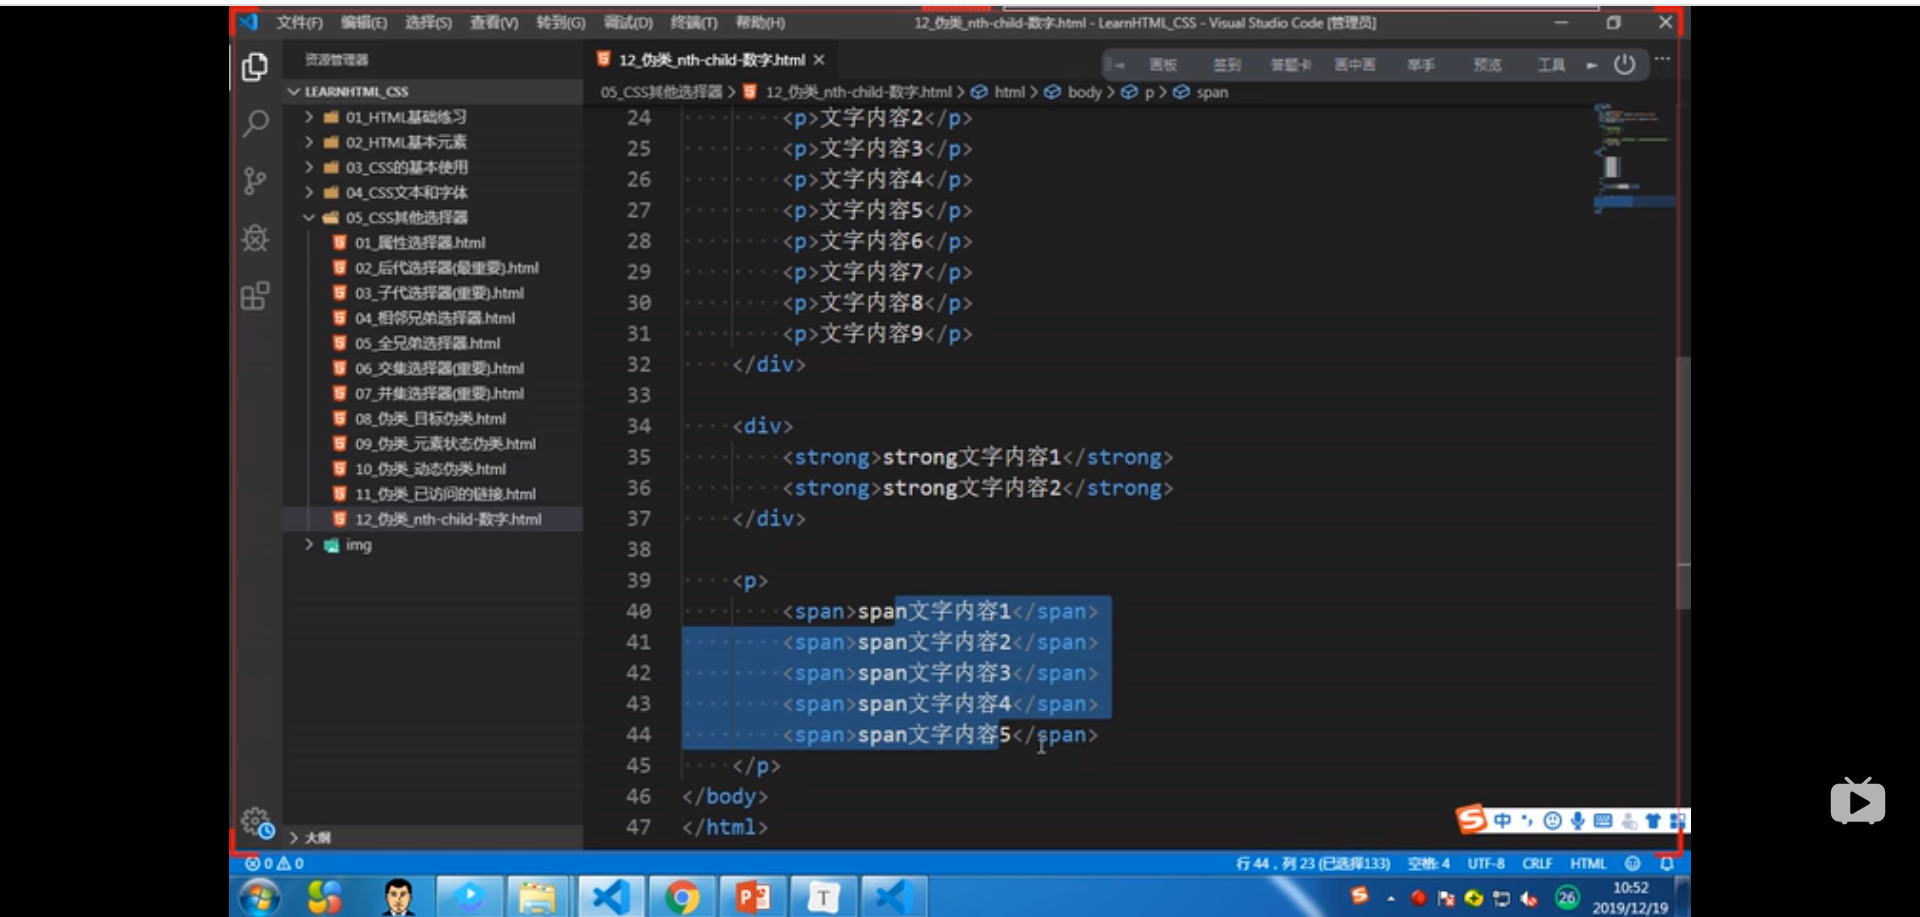 文件(F) 编辑(E) 选择(S) 查看(V) 转到(G) 调试(D) 终端(T) 帮助(H) 12_伪类_nth-child-数字.html - LearnHTML_CSS - Visual Studio Code [管理员]
资源管理器
12_伪类_nth-child-数字.html
画板 签到 答题卡 画中画 举手 预览 工具
LEARNHTML_CSS
05_CSS其他选择器 > 12_伪类_nth-child-数字.html > html > body > p > span
01_HTML基础练习
02_HTML基本元素
03_CSS的基本使用
04_CSS文本和字体
05_CSS其他选择器
01_属性选择器.html
02_后代选择器(最重要).html
03_子代选择器(重要).html
04_相邻兄弟选择器.html
05_全兄弟选择器.html
06_交集选择器(重要).html
07_并集选择器(重要).html
08_伪类_目标伪类.html
09_伪类_元素状态伪类.html
10_伪类_动态伪类.html
11_伪类_已访问的链接.html
12_伪类_nth-child-数字.html
img
大纲
24 <p>文字内容2</p>
25 <p>文字内容3</p>
26 <p>文字内容4</p>
27 <p>文字内容5</p>
28 <p>文字内容6</p>
29 <p>文字内容7</p>
30 <p>文字内容8</p>
31 <p>文字内容9</p>
32 </div>
33
34 <div>
35 <strong>strong文字内容1</strong>
36 <strong>strong文字内容2</strong>
37 </div>
38
39 <p>
40 <span>span文字内容1</span>
41 <span>span文字内容2</span>
42 <span>span文字内容3</span>
43 <span>span文字内容4</span>
44 <span>span文字内容5</span>
45 </p>
46 </body>
47 </html>
中
0 0 行 44，列 23 (已选择133) 空格: 4 UTF-8 CRLF HTML
26 10:52
2019/12/19